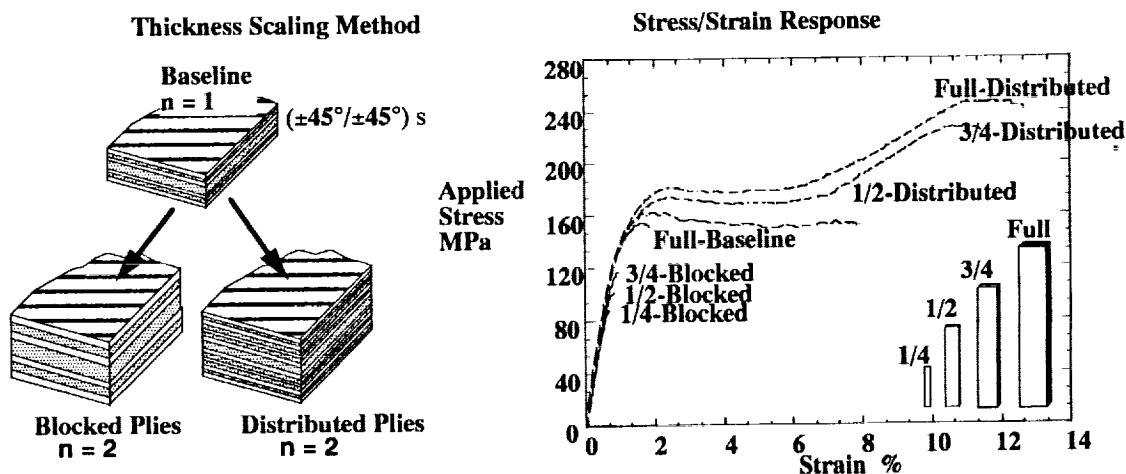 Thickness Scaling Method
Baseline
n = 1
(±45°/±45°) s
Blocked Plies
n = 2
Distributed Plies
n = 2
Stress/Strain Response
Applied
Stress
MPa
280
240
200
160
120
80
40
0
Full-Distributed
3/4-Distributed
1/2-Distributed
Full-Baseline
3/4-Blocked
1/2-Blocked
1/4-Blocked
1/4
1/2
3/4
Full
0 2 4 6 8 10 12 14
Strain %